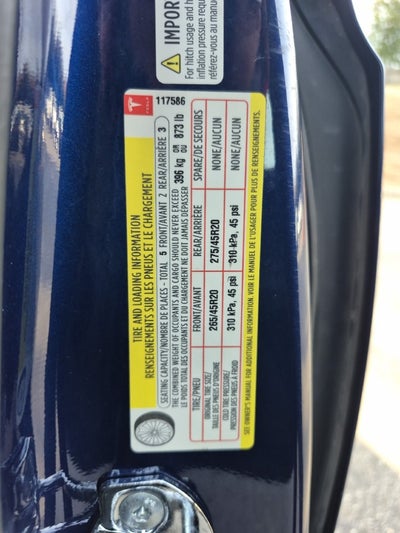 IMPOR
For hitch usage and h
inflation pressure requ
référez-vous au manu
TESLA
117586
TIRE AND LOADING INFORMATION
RENSEIGNEMENTS SUR LES PNEUS ET LE CHARGEMENT
SEATING CAPACITY/NOMBRE DE PLACES - TOTAL 5 FRONT/AVANT 2 REAR/ARRIÈRE 3
THE COMBINED WEIGHT OF OCCUPANTS AND CARGO SHOULD NEVER EXCEED
LE POIDS TOTAL DES OCCUPANTS ET DU CHARGEMENT NE DOIT JAMAIS DÉPASSER
396 kg OR OU 873 lb
TIRE/PNEU FRONT/AVANT REAR/ARRIÈRE SPARE/DE SECOURS
ORIGINAL TIRE SIZE/ 265/45R20 275/45R20 NONE/AUCUN
TAILLE DES PNEUS D'ORIGINE
COLD TIRE PRESSURE/ 310 kPa, 45 psi 310 kPa, 45 psi NONE/AUCUN
PRESSION DES PNEUS À FROID
SEE OWNER'S MANUAL FOR ADDITIONAL INFORMATION. VOIR LE MANUEL DE L'USAGER POUR PLUS DE RENSEIGNEMENTS.